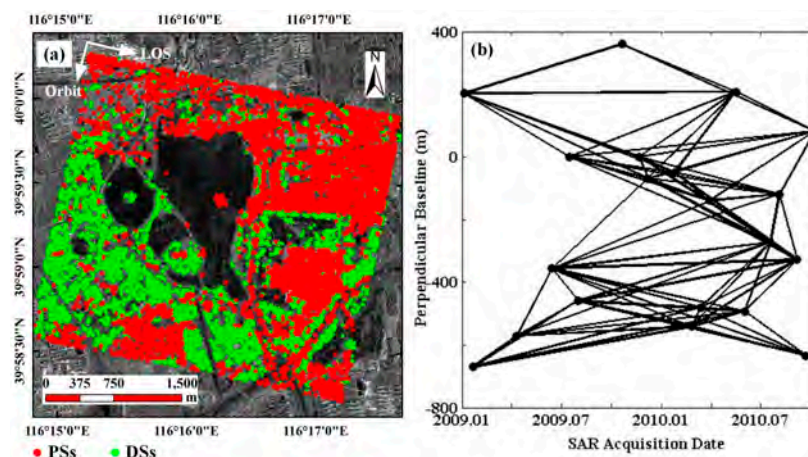 116°15'0"E 116°16'0"E 116°17'0"E
(a)
LOS
Orbit
N
40°0'0"N
39°59'30"N
39°59'0"N
39°58'30"N
0 375 750 1,500
m
116°15'0"E 116°16'0"E 116°17'0"E
PSs DSs
(b)
400
0
-400
-800
Perpendicular Baseline (m)
2009.01 2009.07 2010.01 2010.07
SAR Acquisition Date